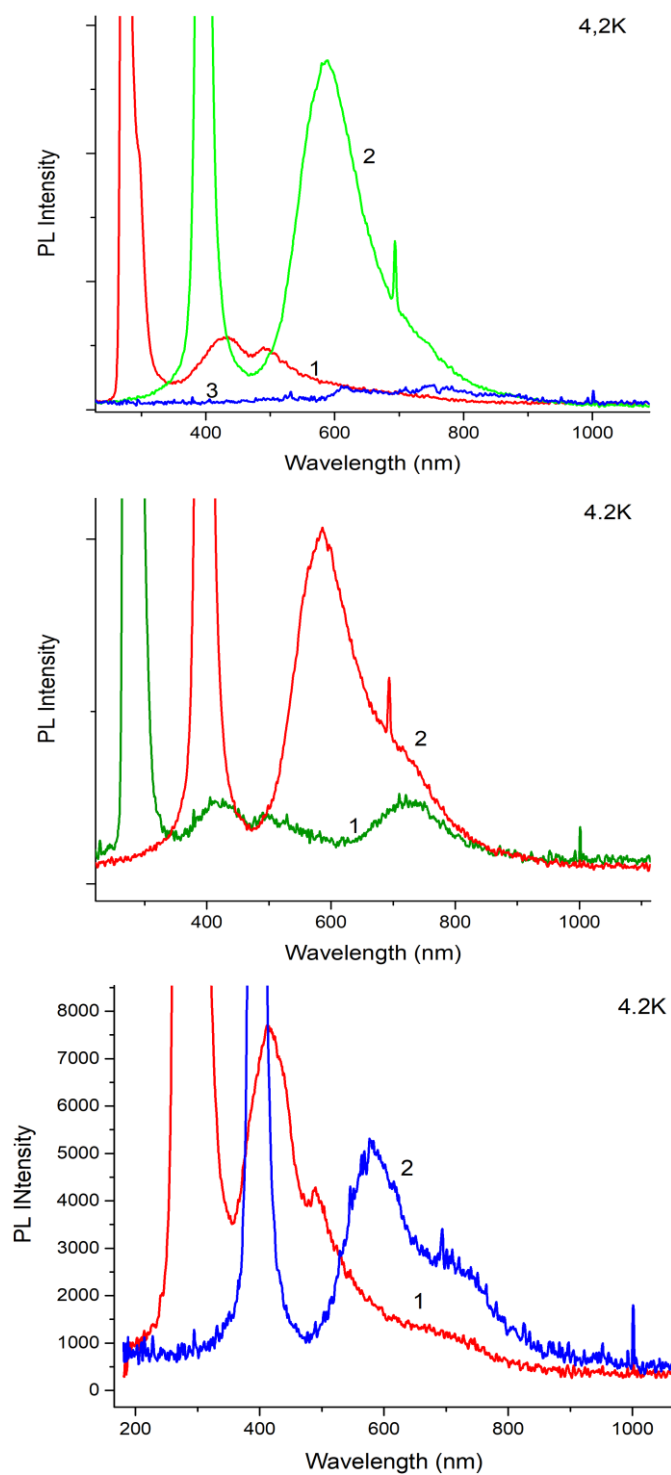 4,2K
PL Intensity
2
1
3
400 600 800 1000
Wavelength (nm)
4.2K
PL Intensity
2
1
400 600 800 1000
Wavelength (nm)
4.2K
PL INtensity
8000
7000
6000
5000
4000
3000
2000
1000
0
2
1
200 400 600 800 1000
Wavelength (nm)